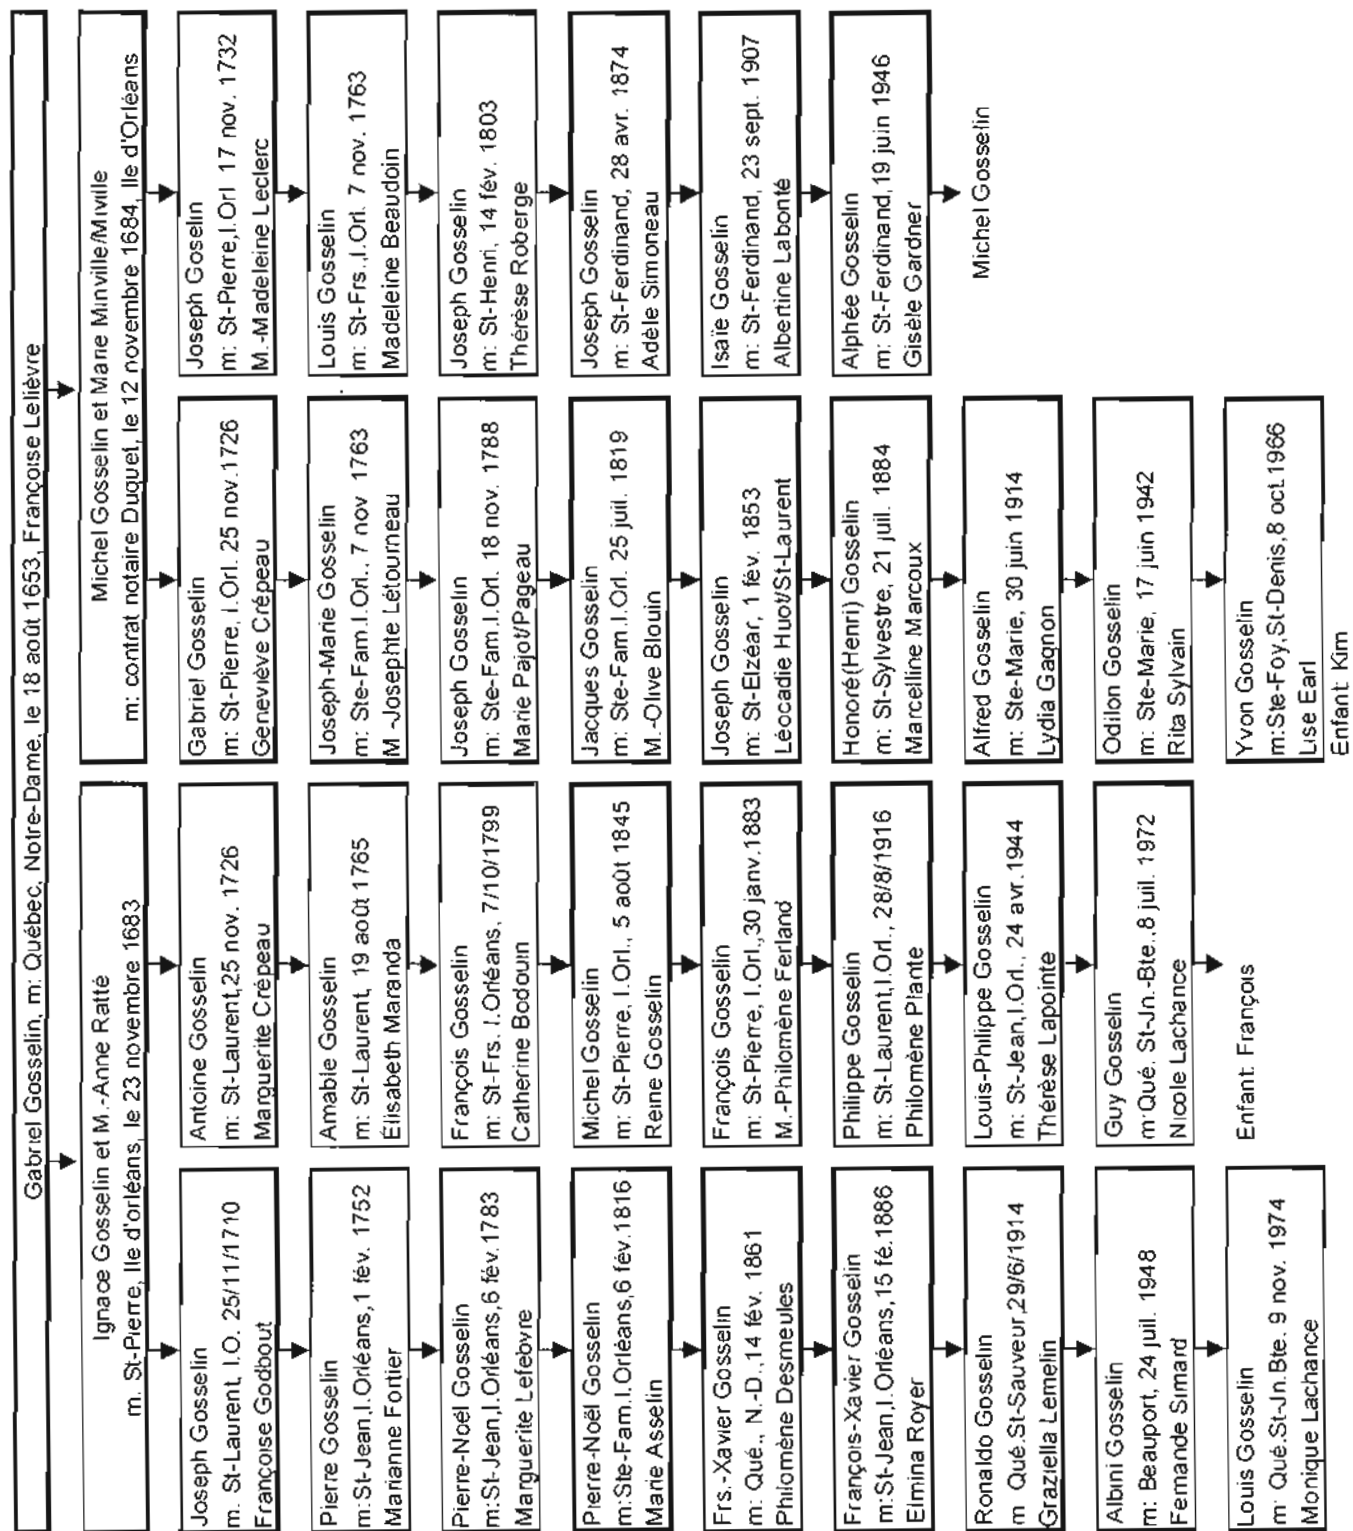 Gabriel Gosselin, m: Québec, Notre-Dame, le 18 août 1653, Françoise Lelièvre
Ignace Gosselin et M.-Anne Ratté
m. St-Pierre, Ile d'orléans, le 23 novembre 1683
Michel Gosselin et Marie Minville/Miville
m: contrat notaire Duquet, le 12 novembre 1684, Ile d'Orléans
Joseph Gosselin
m. St-Laurent, I.O. 25/11/1710
Françoise Godbout
Pierre Gosselin
m:St-Jean,I.Orléans,1 fév. 1752
Marianne Fortier
Pierre-Noël Gosselin
m:St-Jean,I.Orléans,6 fév.1783
Marguerite Lefebvre
Pierre-Noël Gosselin
m:Ste-Fam.I.Orléans,6 fév.1816
Marie Asselin
Frs.-Xavier Gosselin
m: Qué., N.-D.,14 fév. 1861
Philomène Desmeules
François-Xavier Gosselin
m:St-Jean,I.Orléans,15 fé.1886
Elmina Royer
Ronaldo Gosselin
m Qué.St-Sauveur,29/6/1914
Graziella Lemelin
Albini Gosselin
m: Beauport, 24 juil. 1948
Fernande Simard
Louis Gosselin
m: Qué.St-Jn.Bte. 9 nov. 1974
Monique Lachance
Antoine Gosselin
m: St-Laurent,25 nov. 1726
Marguerite Crépeau
Amable Gosselin
m: St-Laurent, 19 août 1765
Élisabeth Maranda
François Gosselin
m: St-Frs. I.Orléans, 7/10/1799
Catherine Bodouin
Michel Gosselin
m: St-Pierre, I.Orl., 5 août 1845
Reine Gosselin
François Gosselin
m: St-Pierre, I.Orl.,30 janv.1883
M.-Philomène Ferland
Philippe Gosselin
m: St-Laurent,I.Orl., 28/8/1916
Philomène Plante
Louis-Philippe Gosselin
m: St-Jean,I.Orl., 24 avr.1944
Thérèse Lapointe
Guy Gosselin
m:Qué. St-Jn.-Bte.,8 juil. 1972
Nicole Lachance
Enfant: François
Gabriel Gosselin
m: St-Pierre, I.Orl. 25 nov.1726
Geneviève Crépeau
Joseph-Marie Gosselin
m: Ste-Fam.I.Orl., 7 nov 1763
M -Josephte Létourneau
Joseph Gosselin
m: Ste-Fam.I.Orl. 18 nov. 1788
Marie Pajot/Pageau
Jacques Gosselin
m: Ste-Fam.I.Orl. 25 juil. 1819
M.-Olive Blouin
Joseph Gosselin
m: St-Elzéar, 1 fév. 1853
Léocadie Huot/St-Laurent
Honoré(Henri) Gosselin
m: St-Sylvestre, 21 juil. 1884
Marcelline Marcoux
Alfred Gosselin
m: Ste-Marie, 30 juin 1914
Lydia Gagnon
Odilon Gosselin
m: Ste-Marie, 17 juin 1942
Rita Sylvain
Yvon Gosselin
m:Ste-Foy,St-Denis,8 oct.1966
Lise Earl
Enfant: Kim
Joseph Goselin
m: St-Pierre,I.Orl 17 nov. 1732
M.-Madeleine Leclerc
Louis Gosselin
m: St-Frs.,I.Orl. 7 nov. 1763
Madeleine Beaudoin
Joseph Gosselin
m: St-Henri, 14 fév. 1803
Thérèse Roberge
Joseph Gosselin
m: St-Ferdinand, 28 avr. 1874
Adèle Simoneau
Isaïe Gosselin
m: St-Ferdinand, 23 sept. 1907
Albertine Labonté
Alphée Gosselin
m: St-Ferdinand,19 juin 1946
Gisèle Gardner
Michel Gosselin